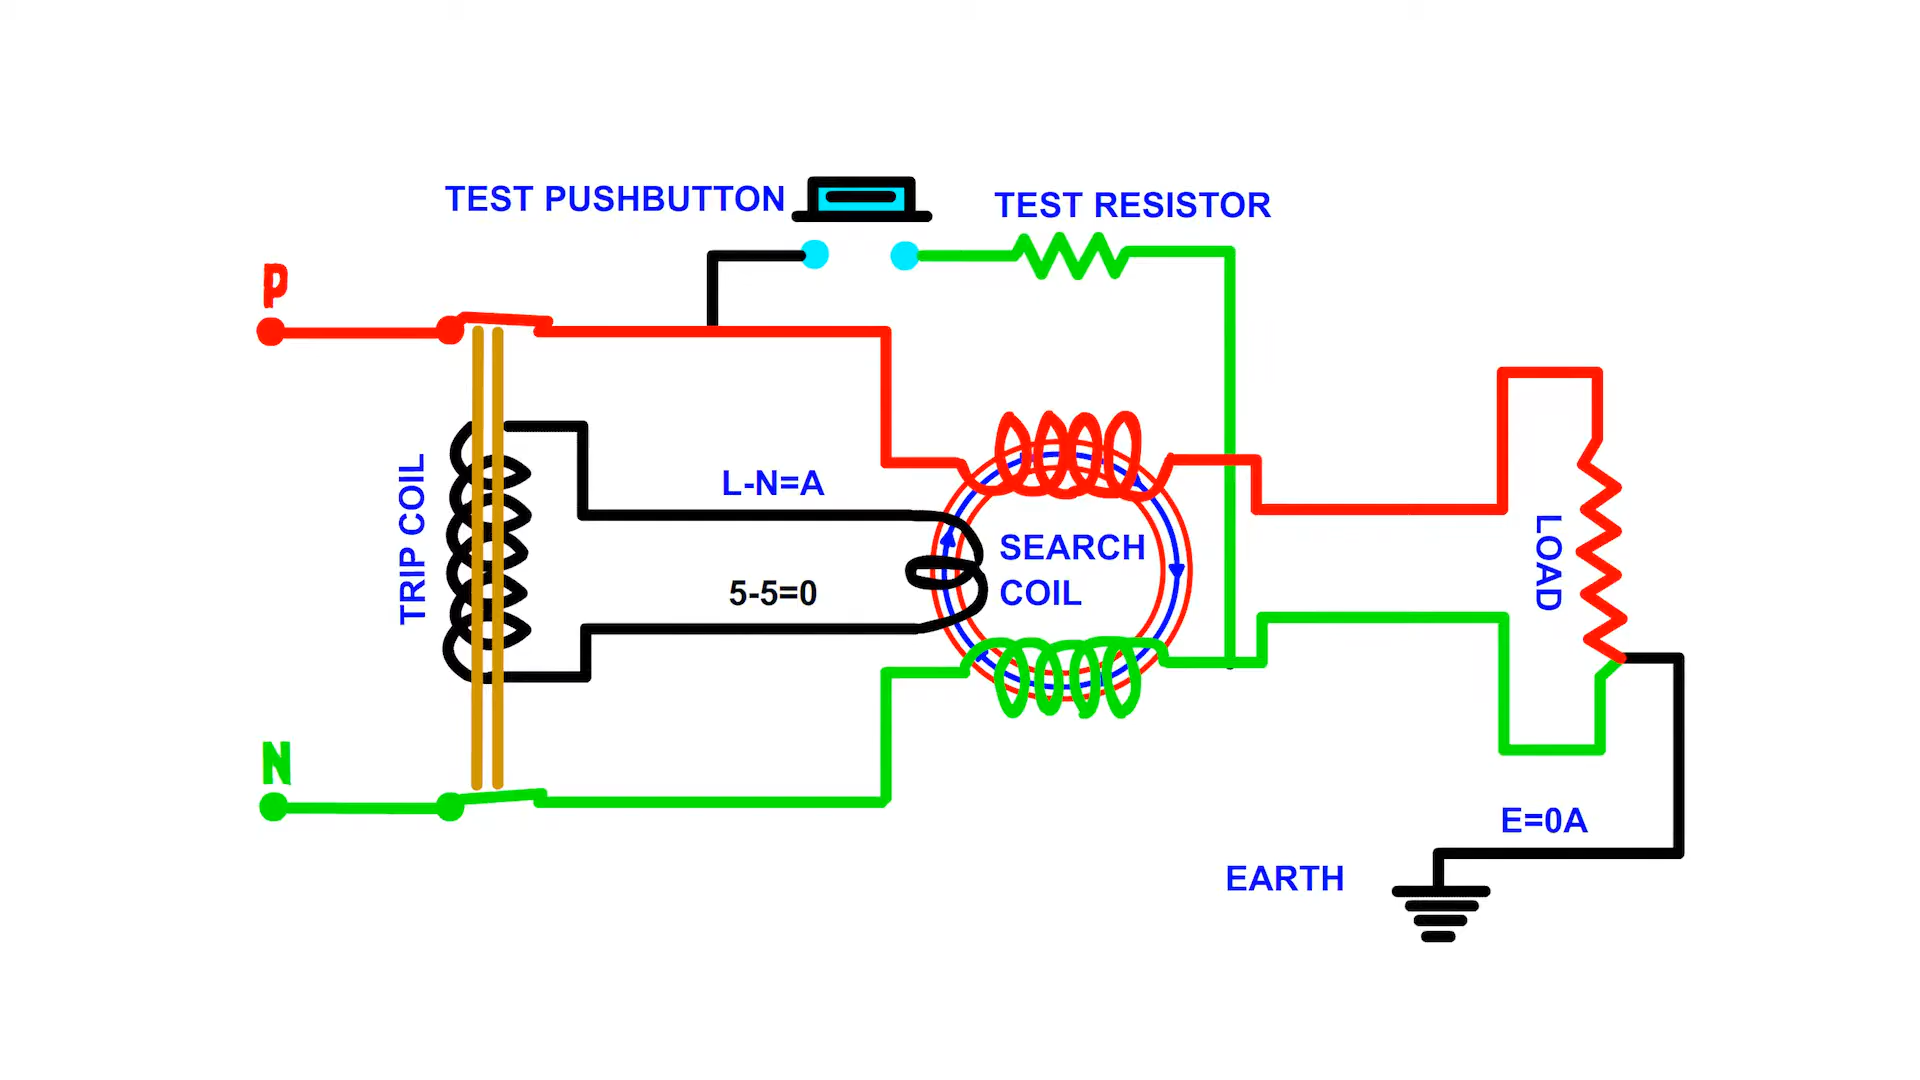 TEST PUSHBUTTON
TEST RESISTOR
P
L-N=A
SEARCH
COIL
TRIP COIL
5-5=0
LOAD
N
E=0A
EARTH